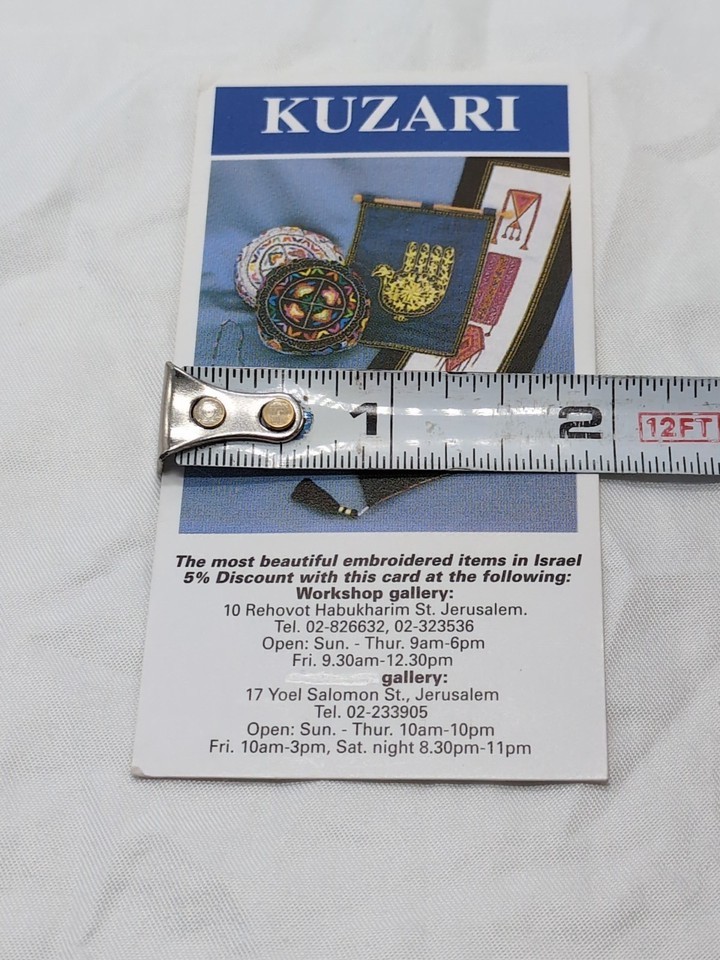 KUZARI
1 2 12FT
The most beautiful embroidered items in Israel
5% Discount with this card at the following:
Workshop gallery:
10 Rehovot Habukharim St. Jerusalem.
Tel. 02-826632, 02-323536
Open: Sun. - Thur. 9am-6pm
Fri. 9.30am-12.30pm
gallery:
17 Yoel Salomon St., Jerusalem
Tel. 02-233905
Open: Sun. - Thur. 10am-10pm
Fri. 10am-3pm, Sat. night 8.30pm-11pm